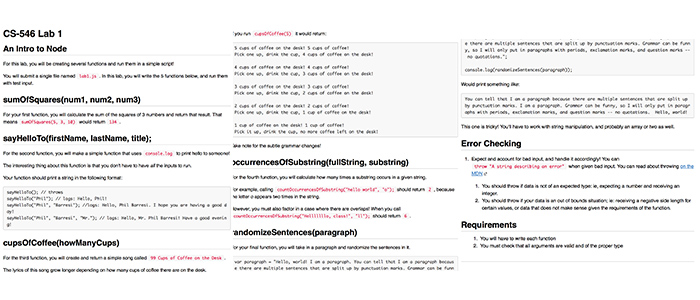 CS-546 Lab 1
An Intro to Node
For this lab, you will be creating several functions and run them in a simple script!
You will submit a single file named lab1.js . In this lab, you will write the 5 functions below, and run them
with test input.
sumOfSquares(num1, num2, num3)
For your first function, you will calculate the sum of the squares of 3 numbers and return that result. That
means sumOfSquares(5, 3, 10) would return 134 .
sayHelloTo(firstName, lastName, title);
For the second function, you will make a simple function that uses console.log to print hello to someone!
The interesting thing about this function is that you don't have to have all the inputs to run.
Your function should print a string in the following format:
sayHelloTo(); // throws
sayHelloTo("Phil"); // logs: Hello, Phil!
sayHelloTo("Phil", "Barresi"); //logs: Hello, Phil Barresi. I hope you are having a good d
ay!
sayHelloTo("Phil", "Barresi", "Mr."); // logs: Hello, Mr. Phil Barresi! Have a good evenin
g!
cupsOfCoffee(howManyCups)
For the third function, you will create and return a simple song called 99 Cups of Coffee on the Desk .
The lyrics of this song grow longer depending on how many cups of coffee there are on the desk.
you run cupsOfCoffee(5) it would return:
5 cups of coffee on the desk! 5 cups of coffee!
Pick one up, drink the cup, 4 cups of coffee on the desk!
4 cups of coffee on the desk! 4 cups of coffee!
Pick one up, drink the cup, 3 cups of coffee on the desk!
3 cups of coffee on the desk! 3 cups of coffee!
Pick one up, drink the cup, 2 cups of coffee on the desk!
2 cups of coffee on the desk! 2 cups of coffee!
Pick one up, drink the cup, 1 cup of coffee on the desk!
1 cup of coffee on the desk! 1 cup of coffee!
Pick it up, drink the cup, no more coffee left on the desk!
ake note for the subtle grammar changes!
occurrencesOfSubstring(fullString, substring)
or the fourth function, you will calculate how many times a substring occurs in a given string.
or example, calling countOccurrencesOfSubstring("hello world", "o"); should return 2 , because
he letter o appears two times in the string.
owever, you must also factor in a case where there are overlaps! When you call
countOccurrencesOfSubstring("Helllllllo, class!", "ll"); should return 6 .
randomizeSentences(paragraph)
or your final function, you will take in a paragraph and randomize the sentences in it.
var paragraph = "Hello, world! I am a paragraph. You can tell that I am a paragraph becaus
e there are multiple sentences that are split up by punctuation marks. Grammar can be funn
e there are multiple sentences that are split up by punctuation marks. Grammar can be funn
y, so I will only put in paragraphs with periods, exclamation marks, and question marks --
no quotations.";
console.log(randomizeSentences(paragraph));
Would print something like:
You can tell that I am a paragraph because there are multiple sentences that are split up
by punctuation marks. I am a paragraph. Grammar can be funny, so I will only put in paragr
aphs with periods, exclamation marks, and question marks -- no quotations. Hello, world!
This one is tricky! You'll have to work with string manipulation, and probably an array or two as well.
Error Checking
1. Expect and account for bad input, and handle it accordingly! You can
throw "A string describing an error" when given bad input. You can read about throwing on the
MDN
1. You should throw if data is not of an expected type: ie, expecting a number and receiving an
integer.
2. You should throw if your data is an out of bounds situation; ie: receiving a negative side length for
certain values, or data that does not make sense given the requirements of the function.
Requirements
1. You will have to write each function
2. You must check that all arguments are valid and of the proper type